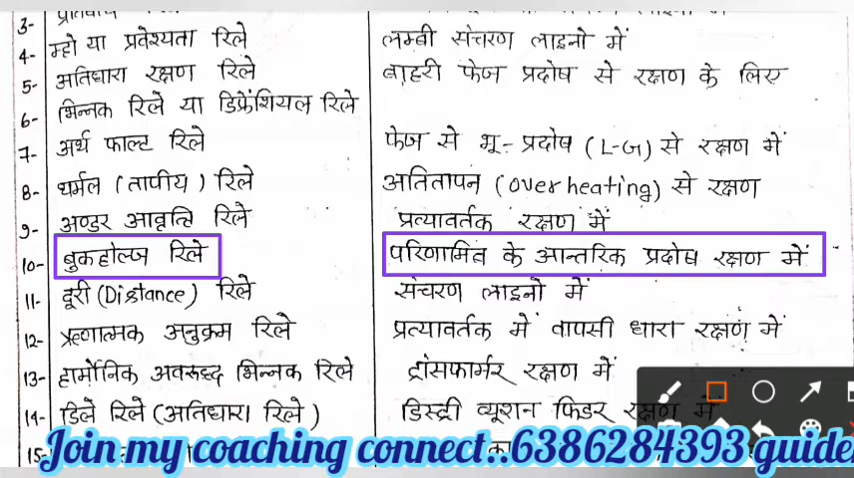 3-
4- म्हो या प्रवेश्यता रिले लम्बी संचरण लाइनो में
5- अतिधारा रक्षण रिले बाहरी फेज प्रदोष से रक्षण के लिए
6- भिन्नक रिले या डिफ्रेंशियल रिले
7- अर्थ फाल्ट रिले फेज से भू-प्रदोष (L-G) से रक्षण में
8- थर्मल (तापीय) रिले अतितापन (over heating) से रक्षण
9- अण्डर आवृत्ति रिले प्रत्यावर्तक रक्षण में
10- बुकहोल्ज रिले परिणामित्र के आन्तरिक प्रदोष रक्षण में
11- दूरी (Distance) रिले संचरण लाइनो में
12- ऋणात्मक अनुक्रम रिले प्रत्यावर्तक में वापसी धारा रक्षण में
13- हार्मोनिक अवरुद्ध भिन्नक रिले ट्रांसफार्मर रक्षण में
14- डिले रिले (अतिधारा रिले) डिस्ट्रीब्यूशन फिडर रक्षण में
15-
Join my coaching connect..6386284393 guide